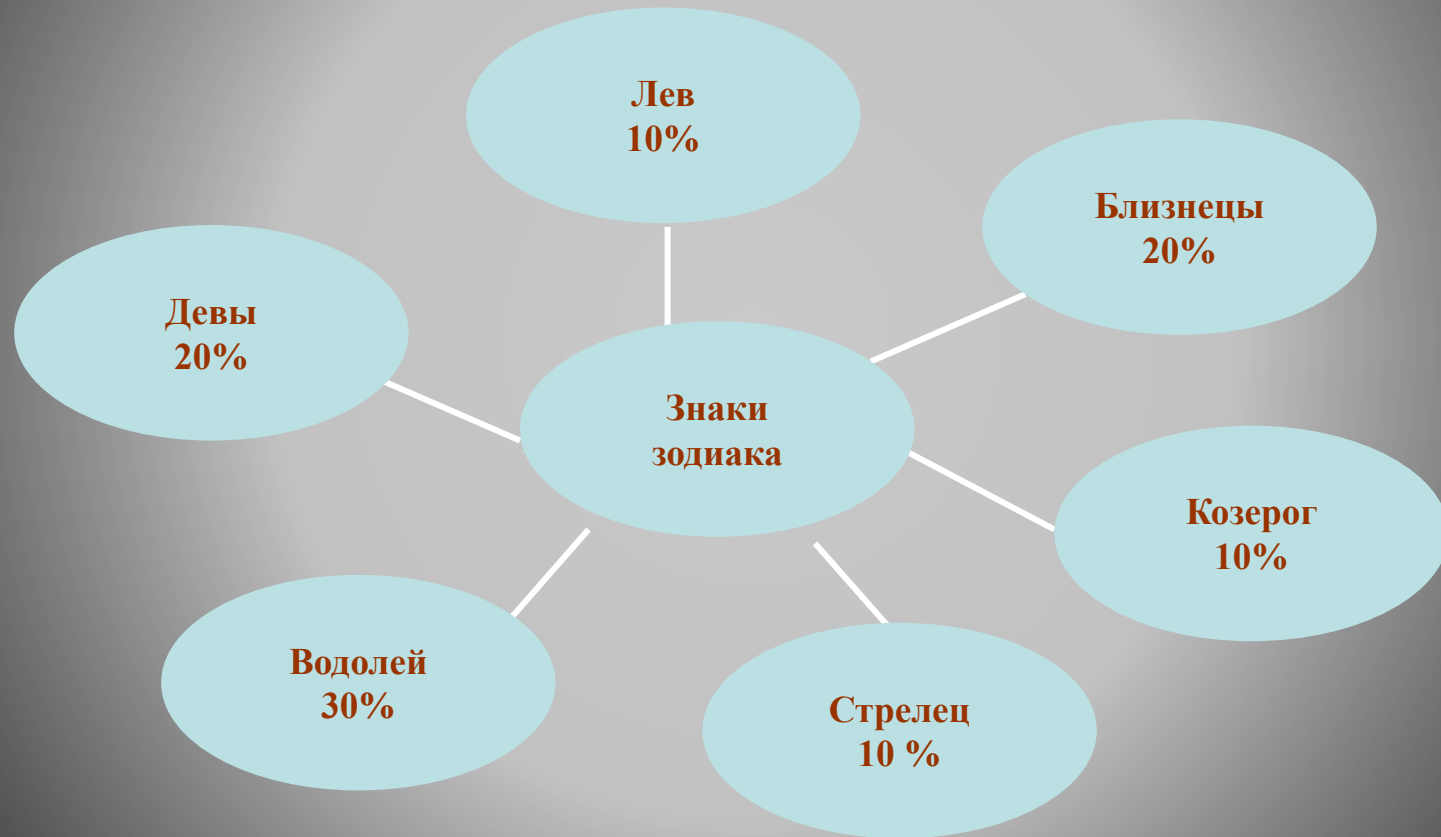 Лев
10%
Близнецы
20%
Девы
20%
Знаки
зодиака
Козерог
10%
Водолей
30%
Стрелец
10 %